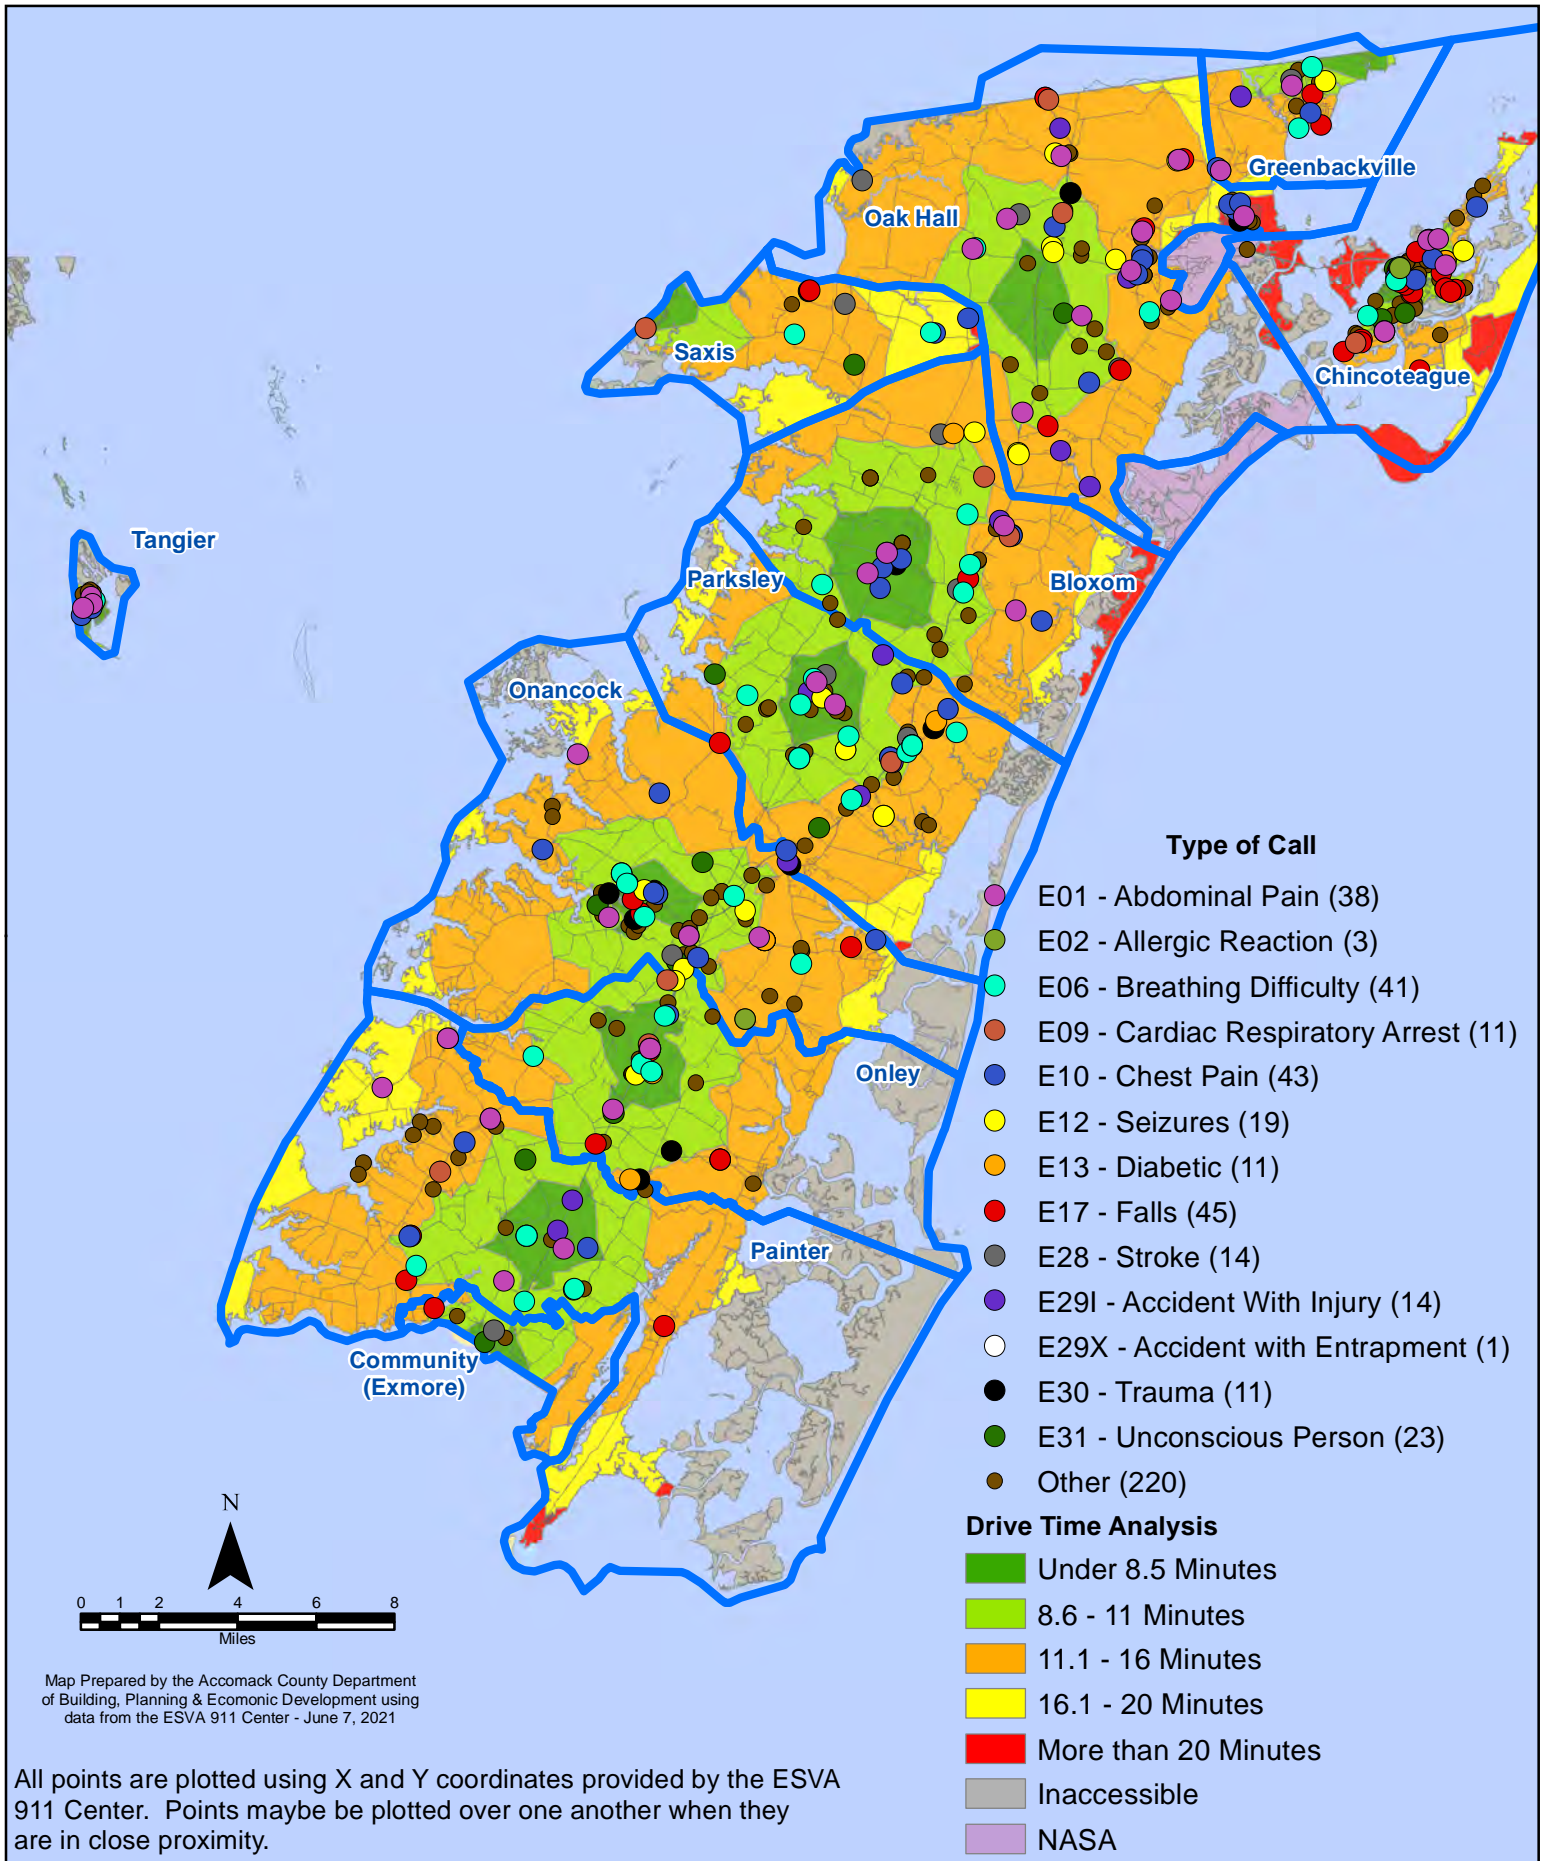 Greenbackville
Oak Hall
Saxis
Chincoteague
Tangier
Parksley
Bloxom
Onancock
Onley
Painter
Community
(Exmore)
Type of Call
E01 - Abdominal Pain (38)
E02 - Allergic Reaction (3)
E06 - Breathing Difficulty (41)
E09 - Cardiac Respiratory Arrest (11)
E10 - Chest Pain (43)
E12 - Seizures (19)
E13 - Diabetic (11)
E17 - Falls (45)
E28 - Stroke (14)
E29I - Accident With Injury (14)
E29X - Accident with Entrapment (1)
E30 - Trauma (11)
E31 - Unconscious Person (23)
Other (220)
Drive Time Analysis
Under 8.5 Minutes
8.6 - 11 Minutes
11.1 - 16 Minutes
16.1 - 20 Minutes
More than 20 Minutes
Inaccessible
NASA
N
0 1 2 4 6 8
Miles
Map Prepared by the Accomack County Department
of Building, Planning & Ecomonic Development using
data from the ESVA 911 Center - June 7, 2021
All points are plotted using X and Y coordinates provided by the ESVA
911 Center. Points maybe be plotted over one another when they
are in close proximity.